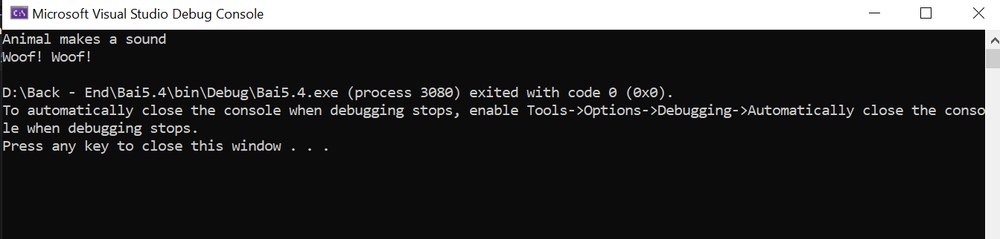 C:\ Microsoft Visual Studio Debug Console
Animal makes a sound
Woof! Woof!
D:\Back - End\Bai5.4\bin\Debug\Bai5.4.exe (process 3080) exited with code 0 (0x0).
To automatically close the console when debugging stops, enable Tools->Options->Debugging->Automatically close the conso
le when debugging stops.
Press any key to close this window . . .